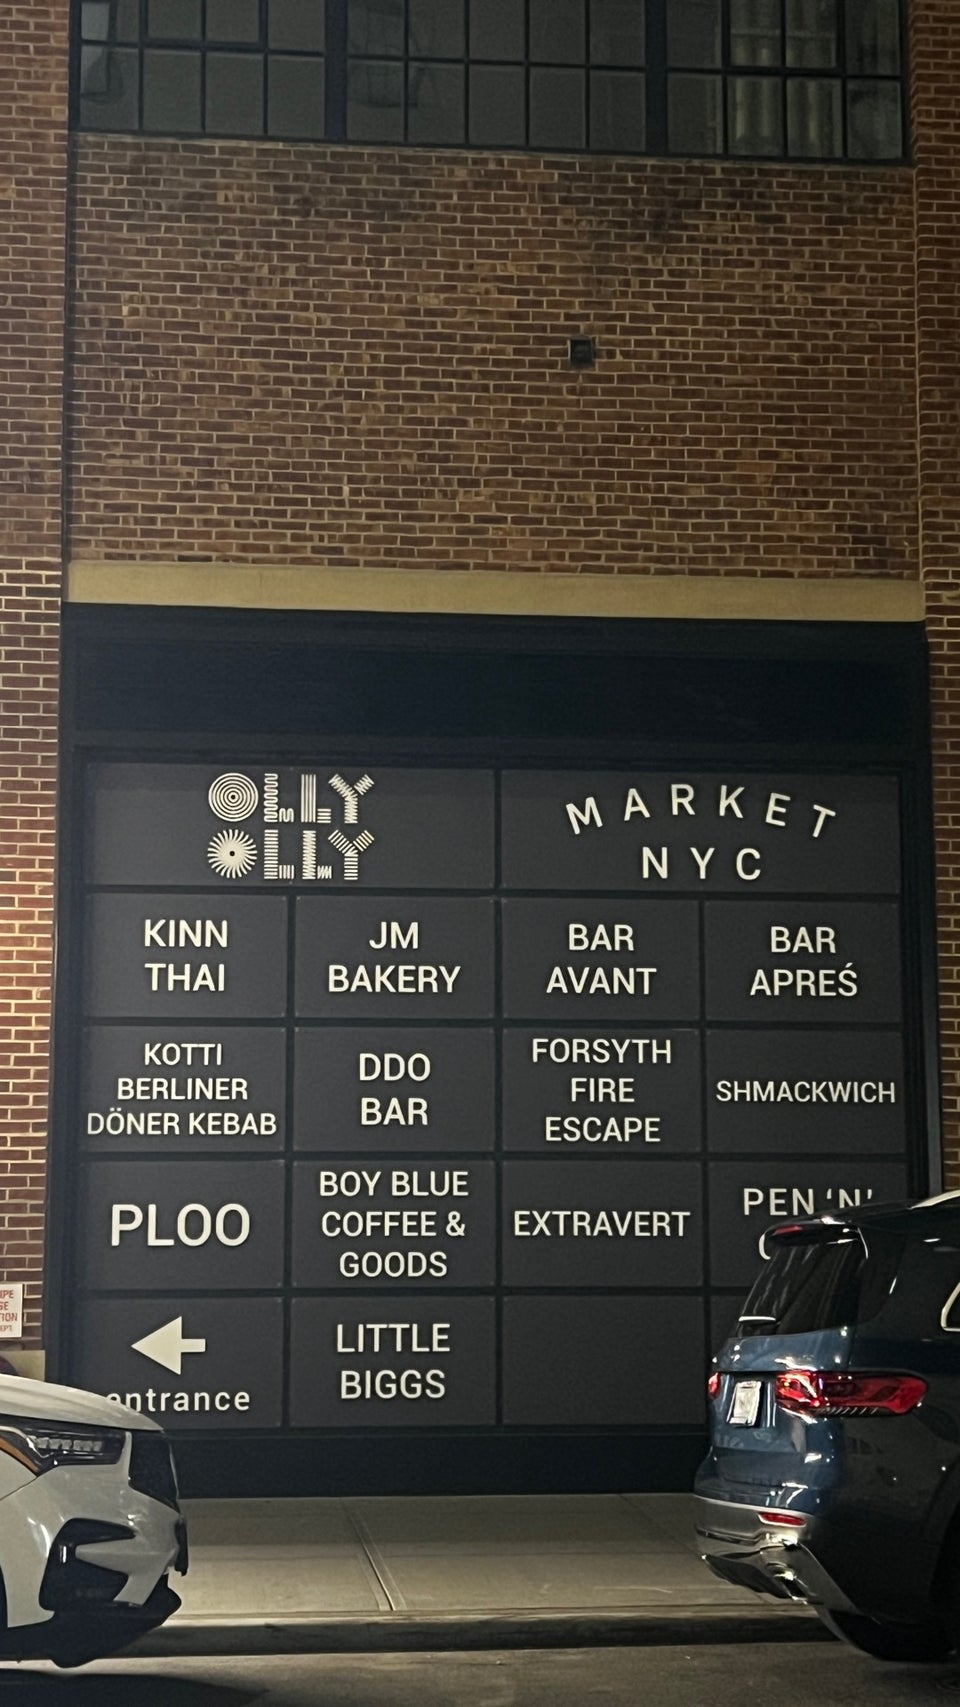 OLLY
OLLY
MARKET
NYC
KINN
THAI
JM
BAKERY
BAR
AVANT
BAR
APREŚ
KOTTI
BERLINER
DÖNER KEBAB
DDO
BAR
FORSYTH
FIRE
ESCAPE
SHMACKWICH
PLOO
BOY BLUE
COFFEE &
GOODS
EXTRAVERT
PEN 'N'
entrance
LITTLE
BIGGS